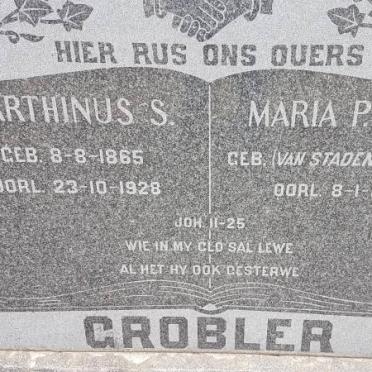 HIER RUS ONS OUERS
ARTHINUS S.
GEB. 8-8-1865
OORL. 23-10-1928
MARIA P
GEB. (VAN STADEN
OORL. 8-1-
JOH. 11-25
WIE IN MY GLO SAL LEWE
AL HET HY OOK GESTERWE
GROBLER